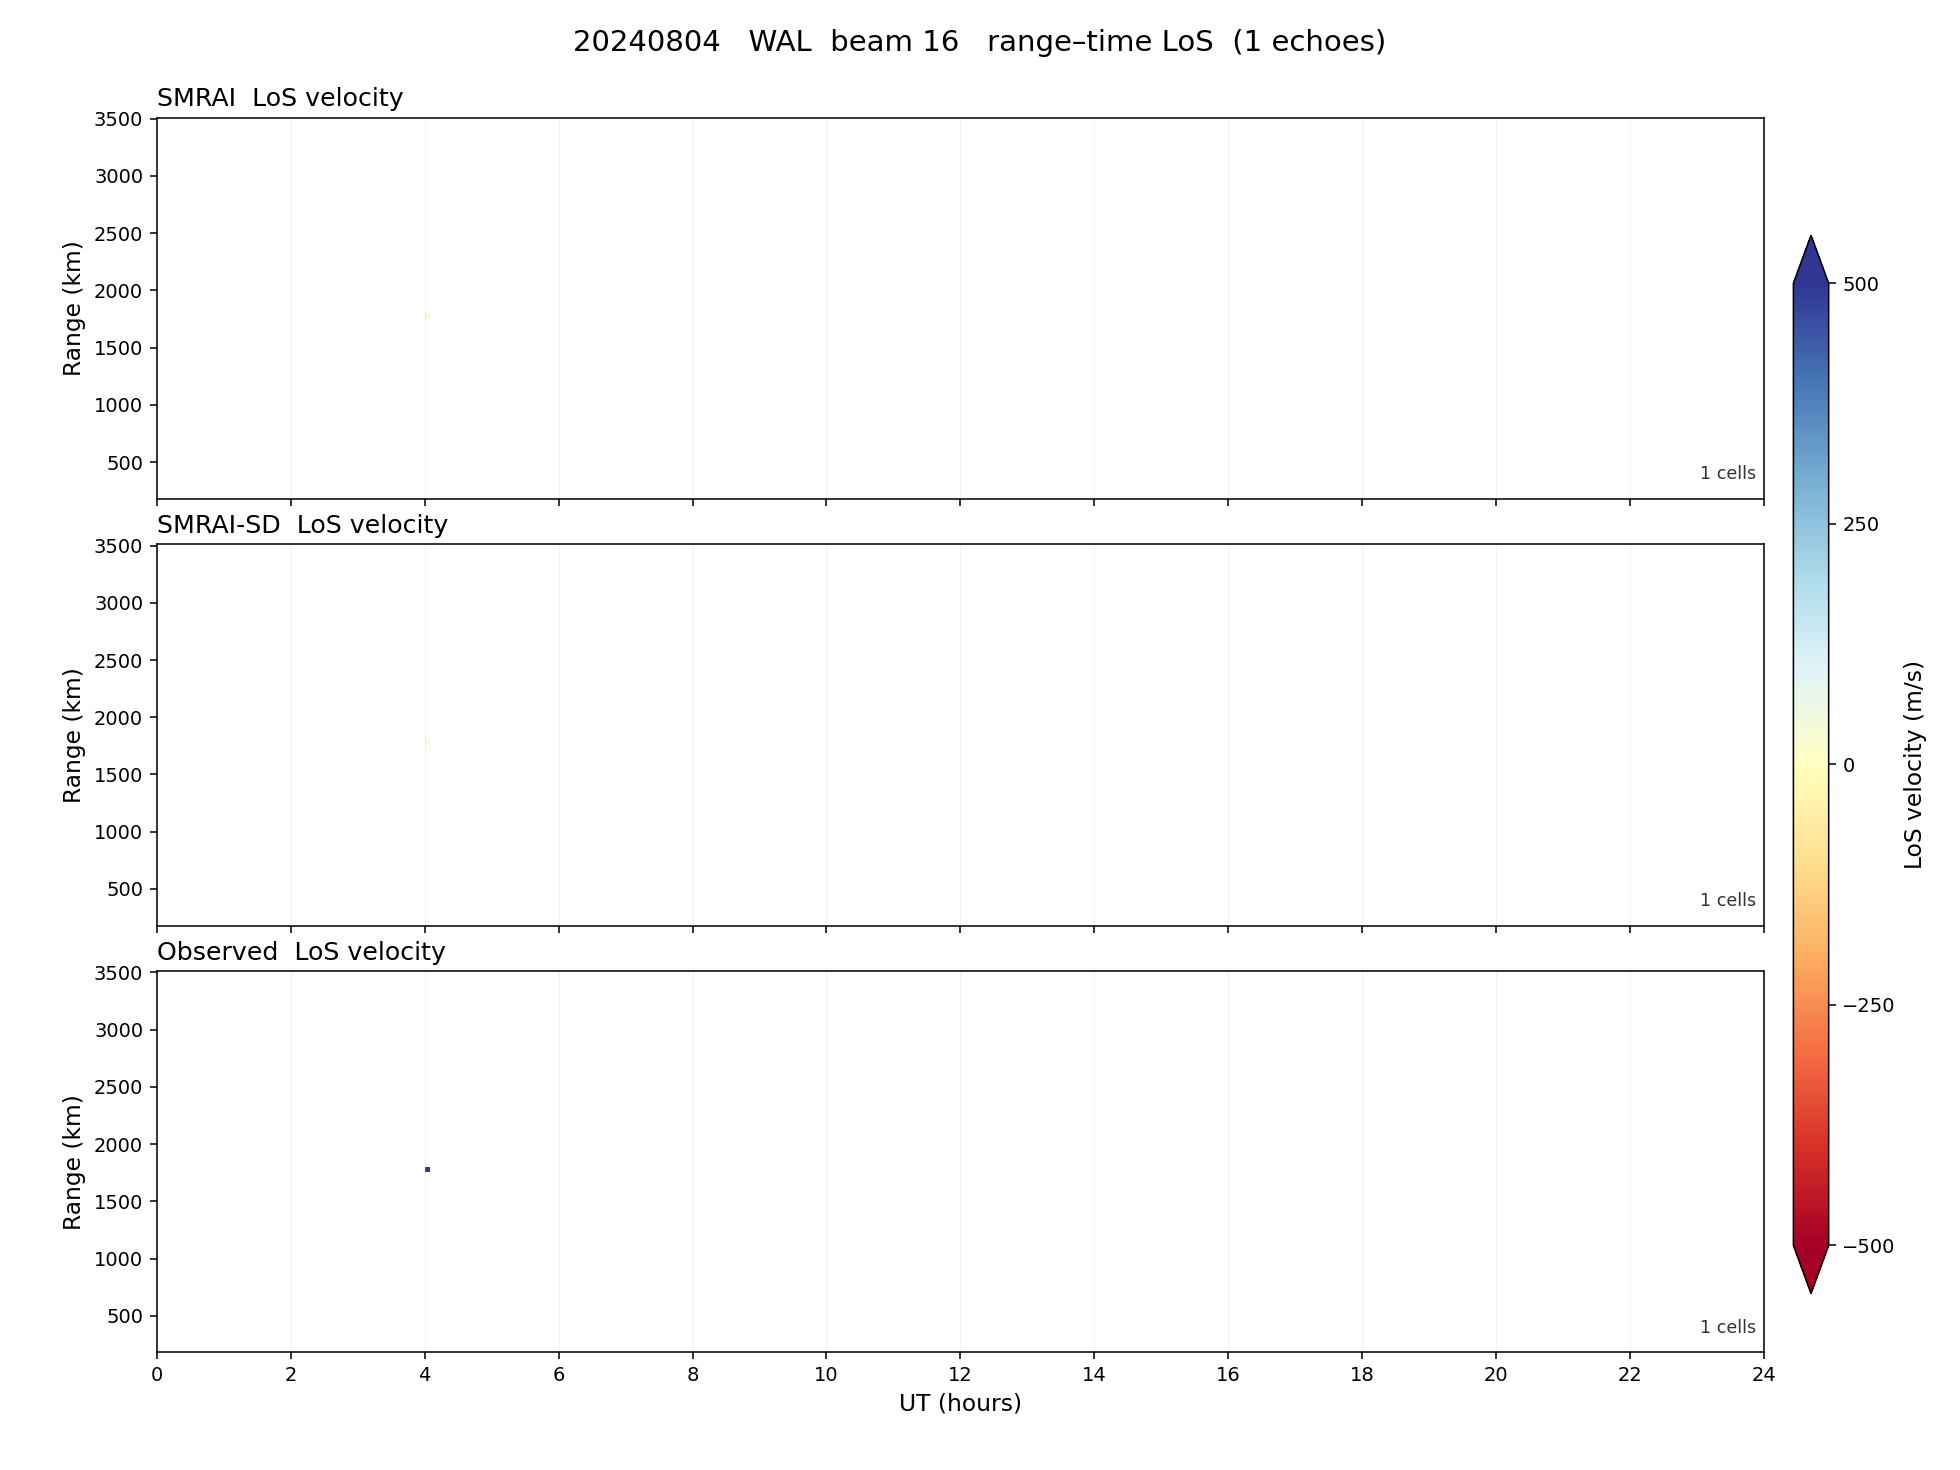 20240804 WAL beam 16 range–time LoS (1 echoes)
SMRAI LoS velocity
3500
3000
2500
2000
1500
1000
500
Range (km)
1 cells
SMRAI-SD LoS velocity
3500
3000
2500
2000
1500
1000
500
Range (km)
1 cells
Observed LoS velocity
3500
3000
2500
2000
1500
1000
500
Range (km)
1 cells
0 2 4 6 8 10 12 14 16 18 20 22 24
UT (hours)
500
250
0
−250
−500
LoS velocity (m/s)